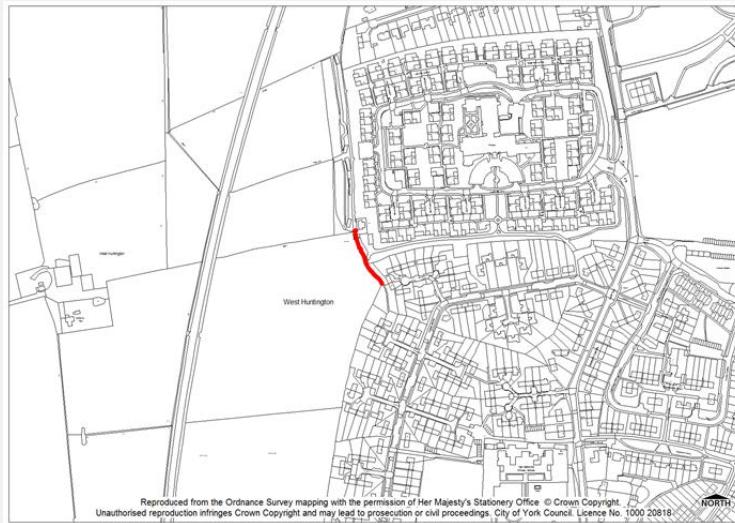 West Huntington
NORTH
Reproduced from the Ordnance Survey mapping with the permission of Her Majesty's Stationery Office © Crown Copyright.
Unauthorised reproduction infringes Crown Copyright and may lead to prosecution or civil proceedings. City of York Council. Licence No. 1000 20818